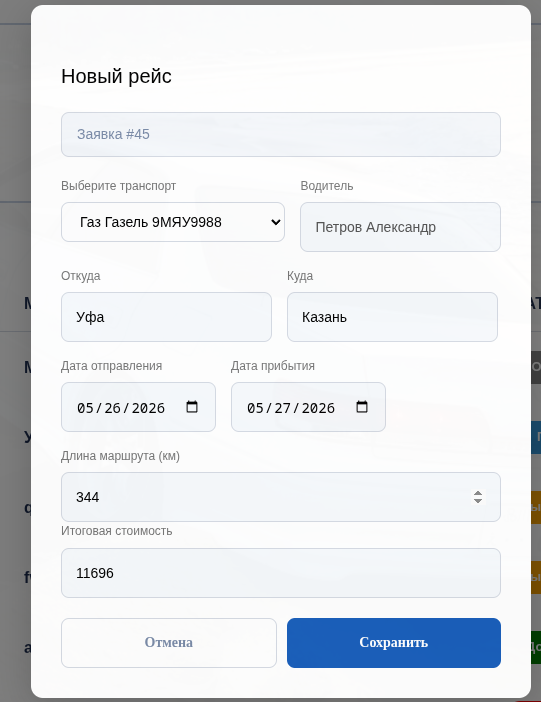 Новый рейс
Заявка #45
Выберите транспорт Водитель
Газ Газель 9МЯУ9988 Петров Александр
Откуда Куда
Уфа Казань
Дата отправления Дата прибытия
05/26/2026 05/27/2026
Длина маршрута (км)
344
Итоговая стоимость
11696
Отмена Сохранить